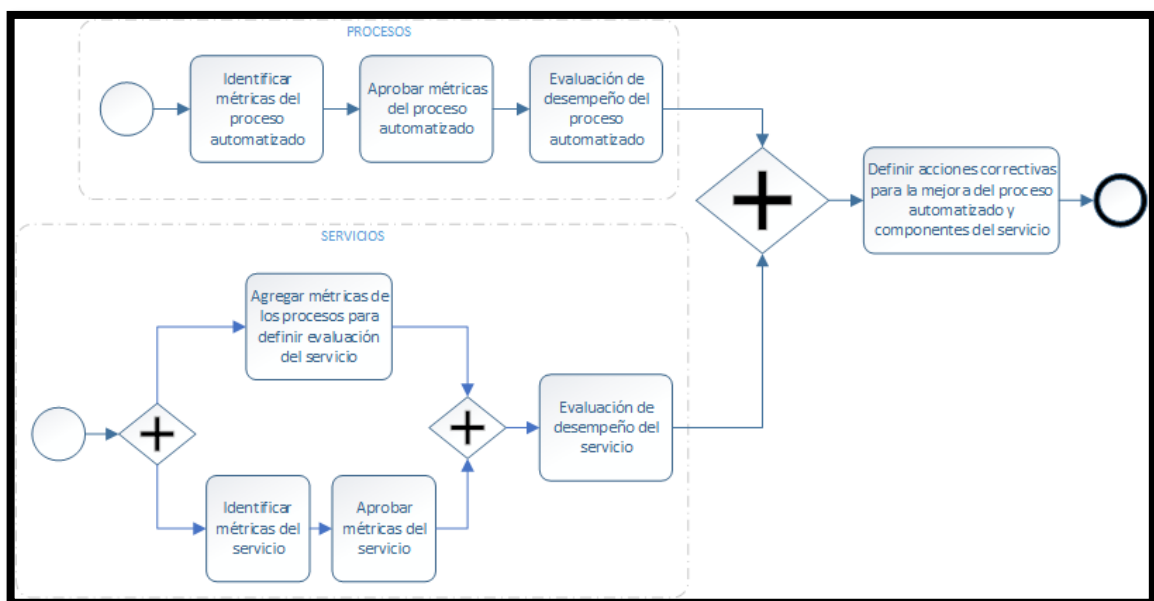 PROCESOS
Identificar
métricas del
proceso
automatizado
Aprobar métricas
del proceso
automatizado
Evaluación de
desempeño del
proceso
automatizado
Definir acciones correctivas
para la mejora del proceso
automatizado y
componentes del servicio
SERVICIOS
Agregar métricas de
los procesos para
definir evaluación
del servicio
Identificar
métricas del
servicio
Aprobar
métricas del
servicio
Evaluación de
desempeño del
servicio